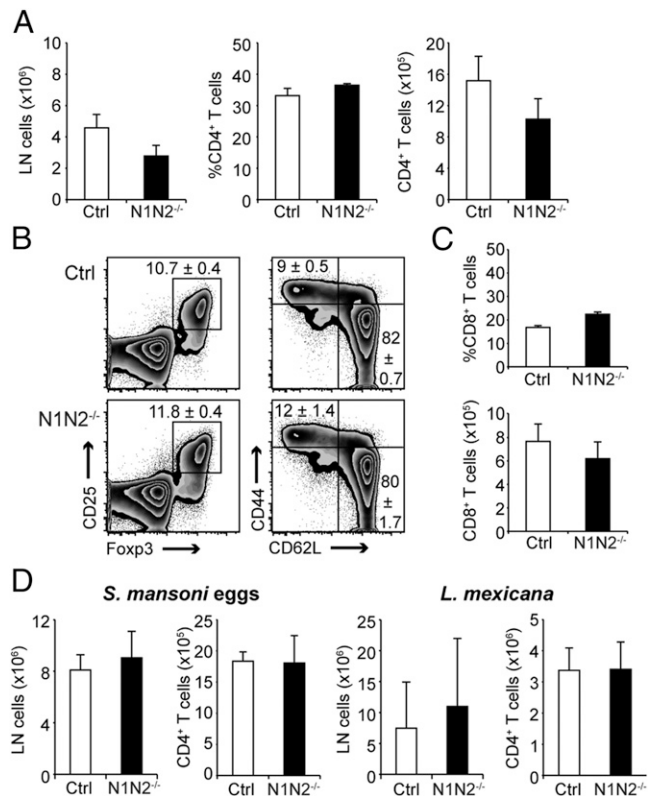 A
LN cells (x10⁶)
10
8
6
4
2
0
Ctrl N1N2⁻/⁻
%CD4⁺ T cells
50
40
30
20
10
0
Ctrl N1N2⁻/⁻
CD4⁺ T cells (x10⁵)
20
16
12
8
4
0
Ctrl N1N2⁻/⁻
B
Ctrl
10.7 ± 0.4
9 ± 0.5
82
±
0.7
N1N2⁻/⁻
11.8 ± 0.4
12 ± 1.4
80
±
1.7
CD25
Foxp3
CD44
CD62L
C
%CD8⁺ T cells
50
40
30
20
10
0
Ctrl N1N2⁻/⁻
CD8⁺ T cells (x10⁵)
10
8
6
4
2
0
Ctrl N1N2⁻/⁻
D
S. mansoni eggs
L. mexicana
LN cells (x10⁶)
12
8
4
0
Ctrl N1N2⁻/⁻
CD4⁺ T cells (x10⁵)
25
20
15
10
5
0
Ctrl N1N2⁻/⁻
LN cells (x10⁶)
25
20
15
10
5
0
Ctrl N1N2⁻/⁻
CD4⁺ T cells (x10⁶)
5
4
3
2
1
0
Ctrl N1N2⁻/⁻